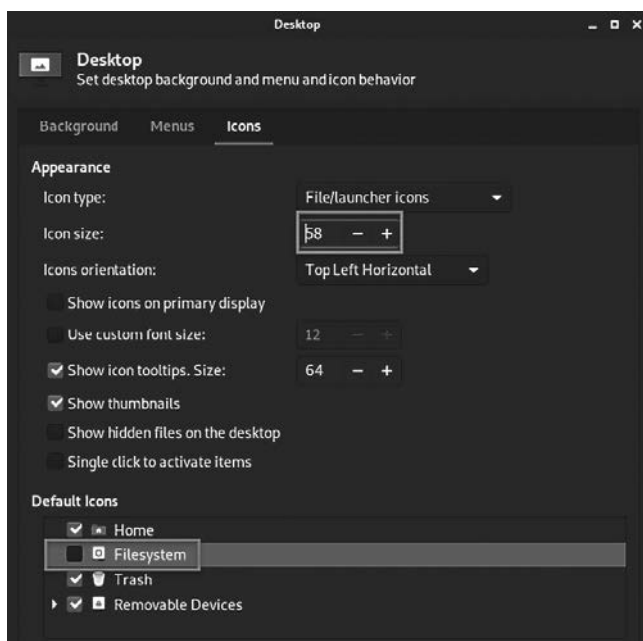 Desktop
Desktop
Set desktop background and menu and icon behavior
Background Menus Icons
Appearance
Icon type: File/launcher icons
Icon size: 58 − +
Icons orientation: Top Left Horizontal
Show icons on primary display
Use custom font size: 12 − +
Show icon tooltips. Size: 64 − +
Show thumbnails
Show hidden files on the desktop
Single click to activate items
Default Icons
Home
Filesystem
Trash
Removable Devices